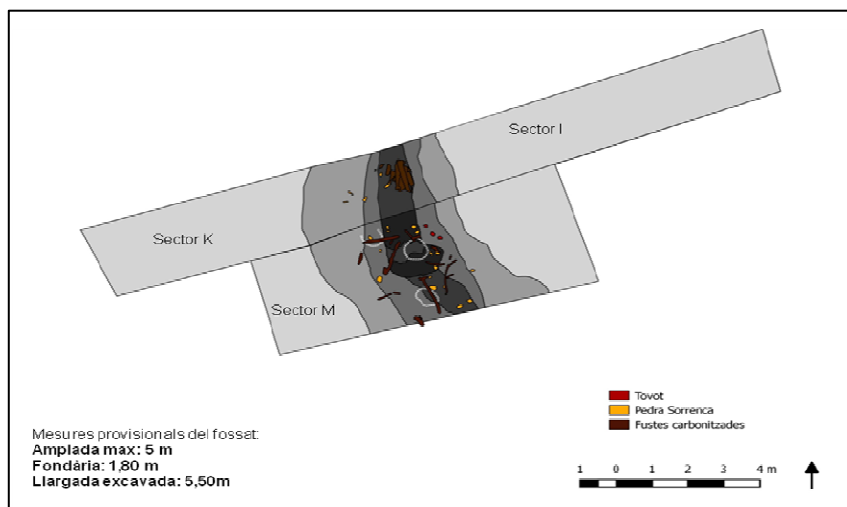 Sector I
Sector K
Sector M
Tovot
Pedra Sorrenca
Fustes carbonitzades
Mesures provisionals del fossat:
Amplada max: 5 m
Fondària: 1,80 m
Llargada excavada: 5,50m
1 0 1 2 3 4 m